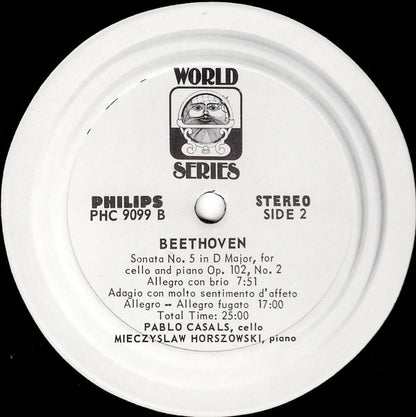 WORLD
SERIES
PHILIPS STEREO
PHC 9099 B SIDE 2
BEETHOVEN
Sonata No. 5 in D Major, for
cello and piano Op. 102, No. 2
Allegro con brio 7:51
Adagio con molto sentimento d'affeto
Allegro -- Allegro fugato 17:00
Total Time: 25:00
PABLO CASALS, cello
MIECZYSLAW HORSZOWSKI, piano